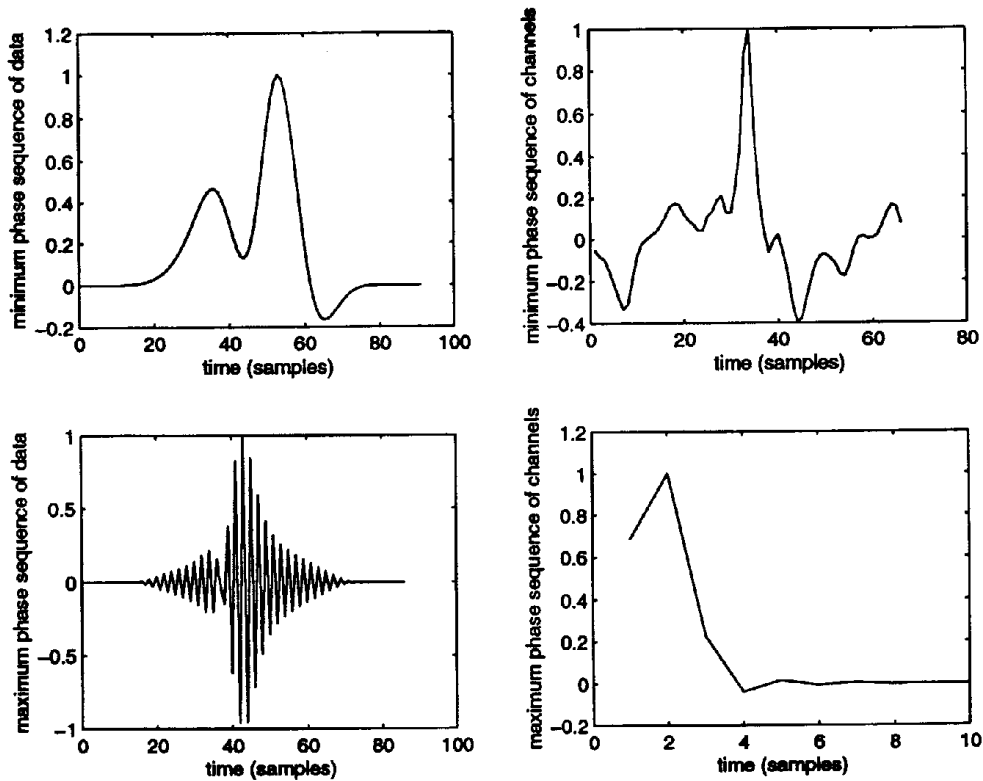 minimum phase sequence of data
1.2
1
0.8
0.6
0.4
0.2
0
−0.2
0 20 40 60 80 100
time (samples)
minimum phase sequence of channels
1
0.8
0.6
0.4
0.2
0
−0.2
−0.4
0 20 40 60 80
time (samples)
maximum phase sequence of data
1
0.5
0
−0.5
−1
0 20 40 60 80 100
time (samples)
maximum phase sequence of channels
1.2
1
0.8
0.6
0.4
0.2
0
−0.2
0 2 4 6 8 10
time (samples)